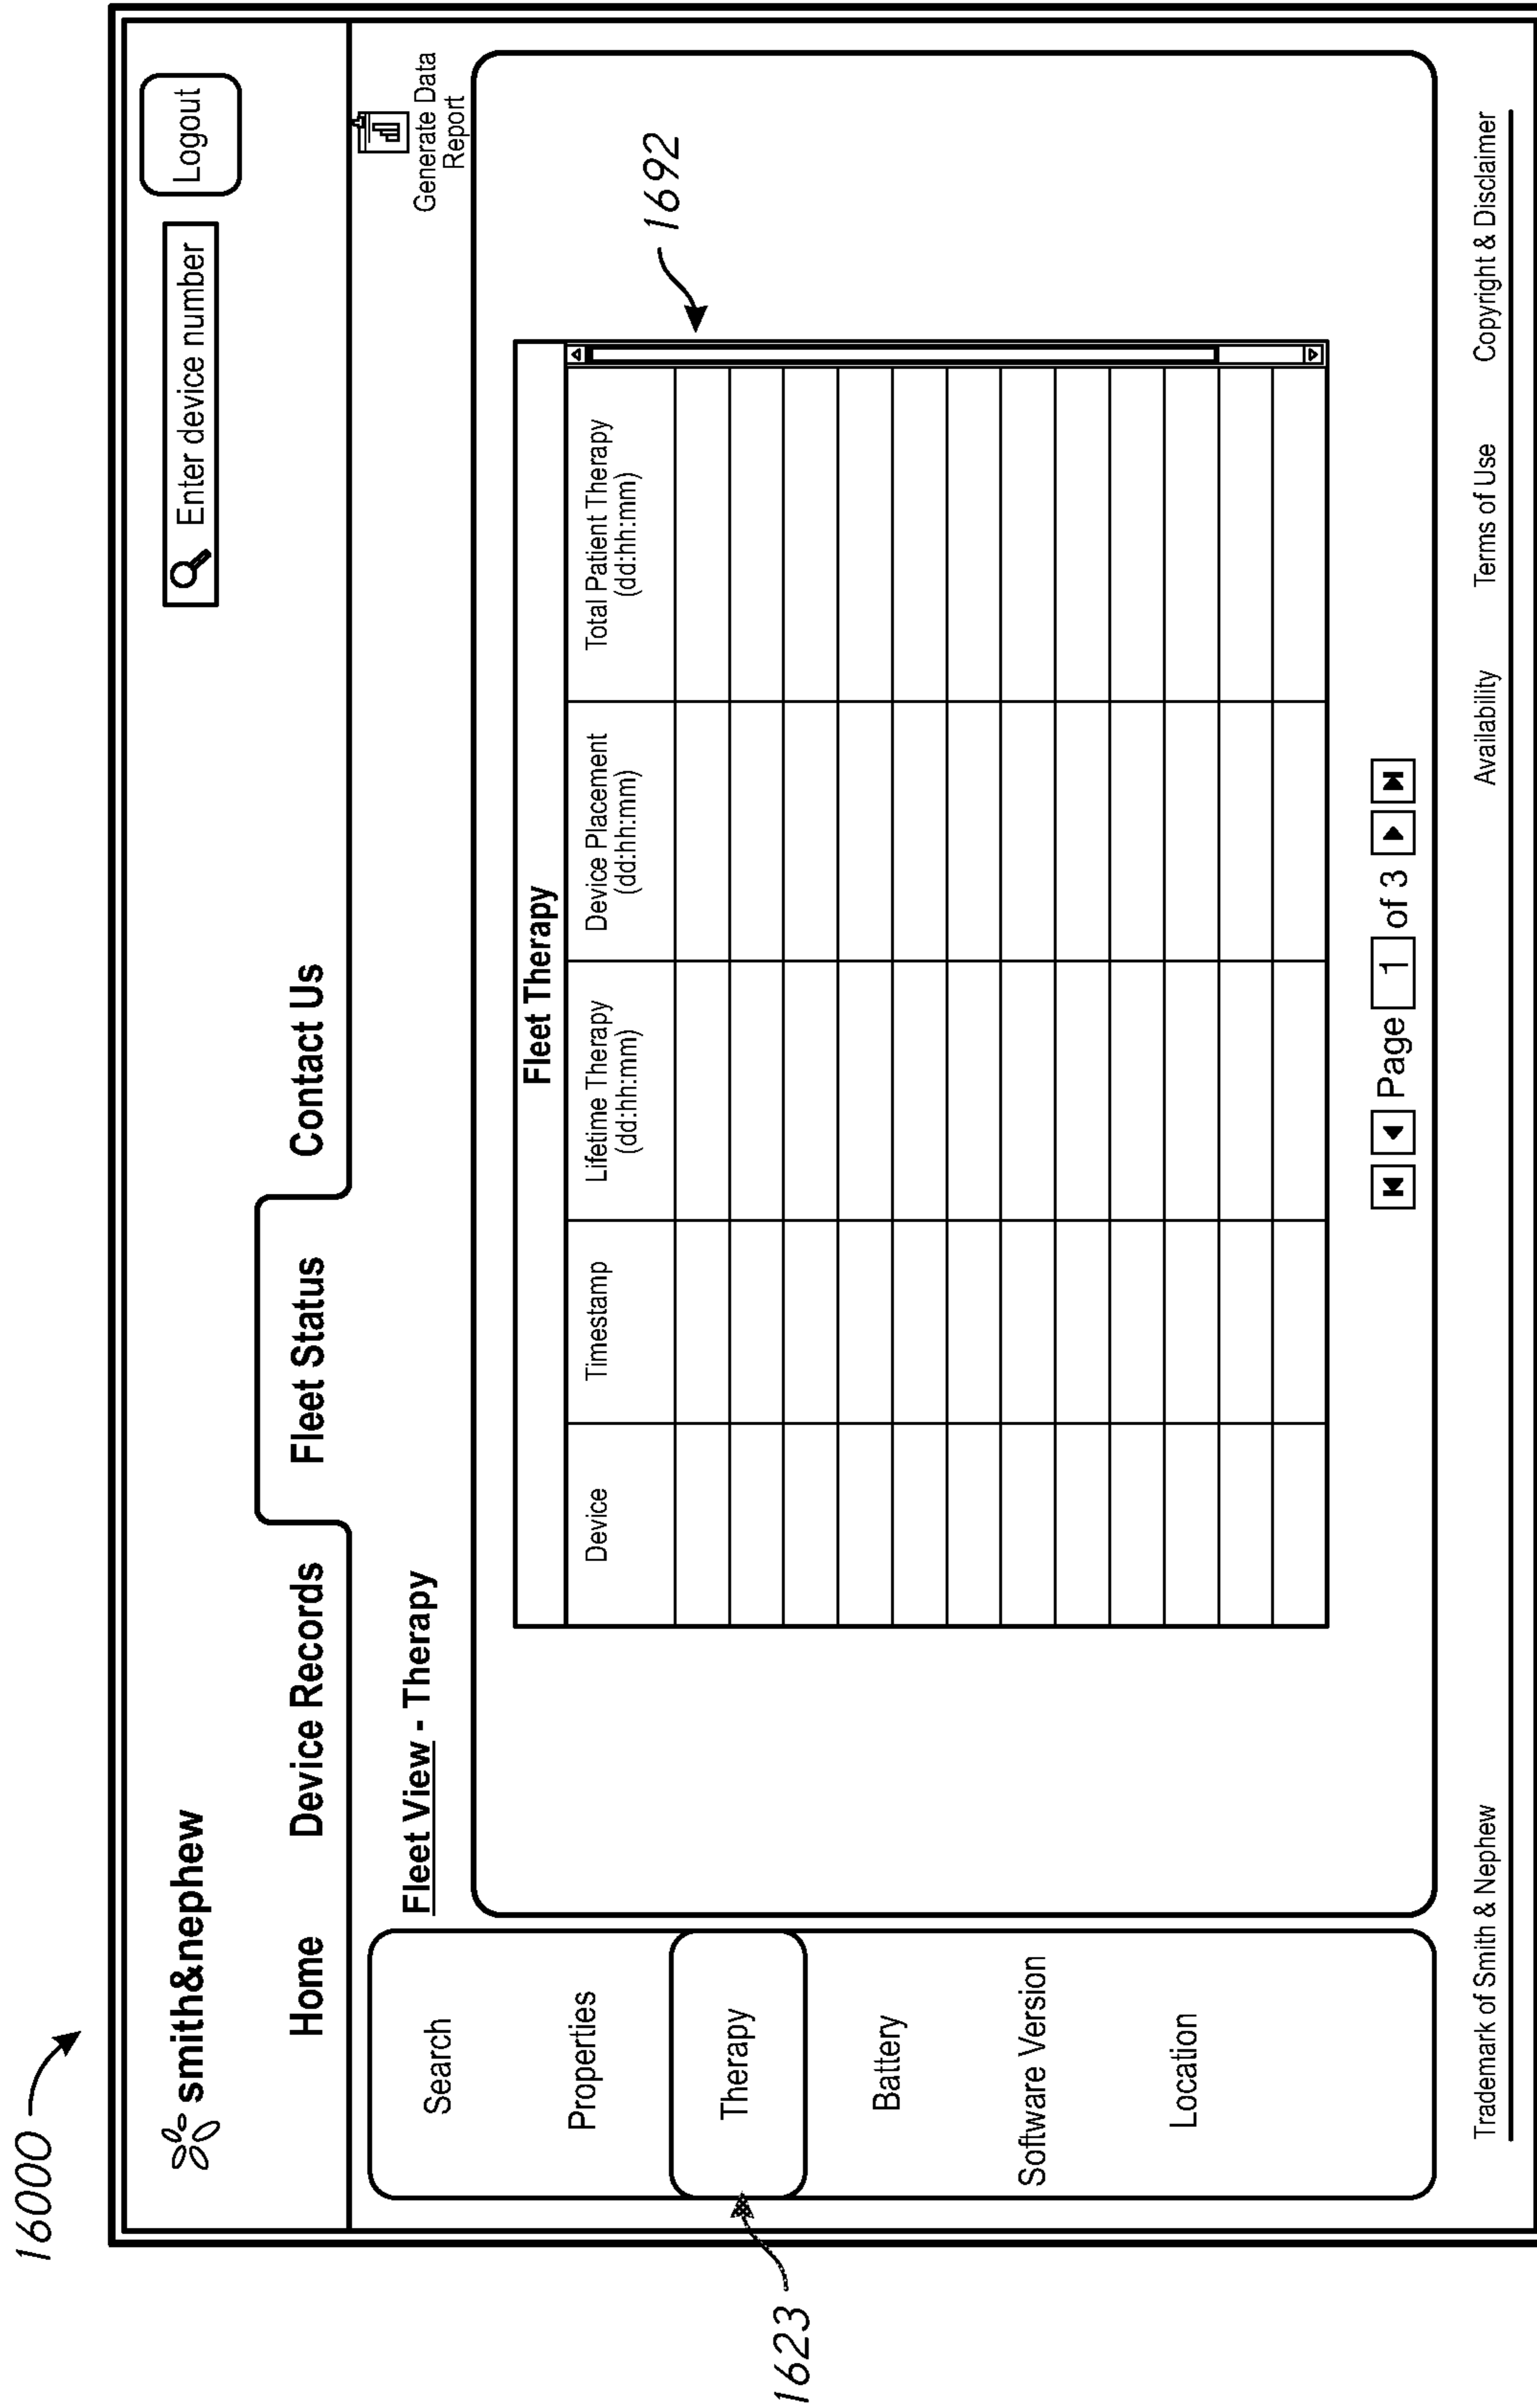 16000
smith&nephew
Enter device number
Logout
Home
Device Records
Fleet Status
Contact Us
Fleet View - Therapy
Generate Data
Report
Search
Properties
Therapy
Battery
Software Version
Location
1623
Fleet Therapy
Device
Timestamp
Lifetime Therapy
(dd:hh:mm)
Device Placement
(dd:hh:mm)
Total Patient Therapy
(dd:hh:mm)
1692
Page 1 of 3
Trademark of Smith & Nephew
Availability
Terms of Use
Copyright & Disclaimer